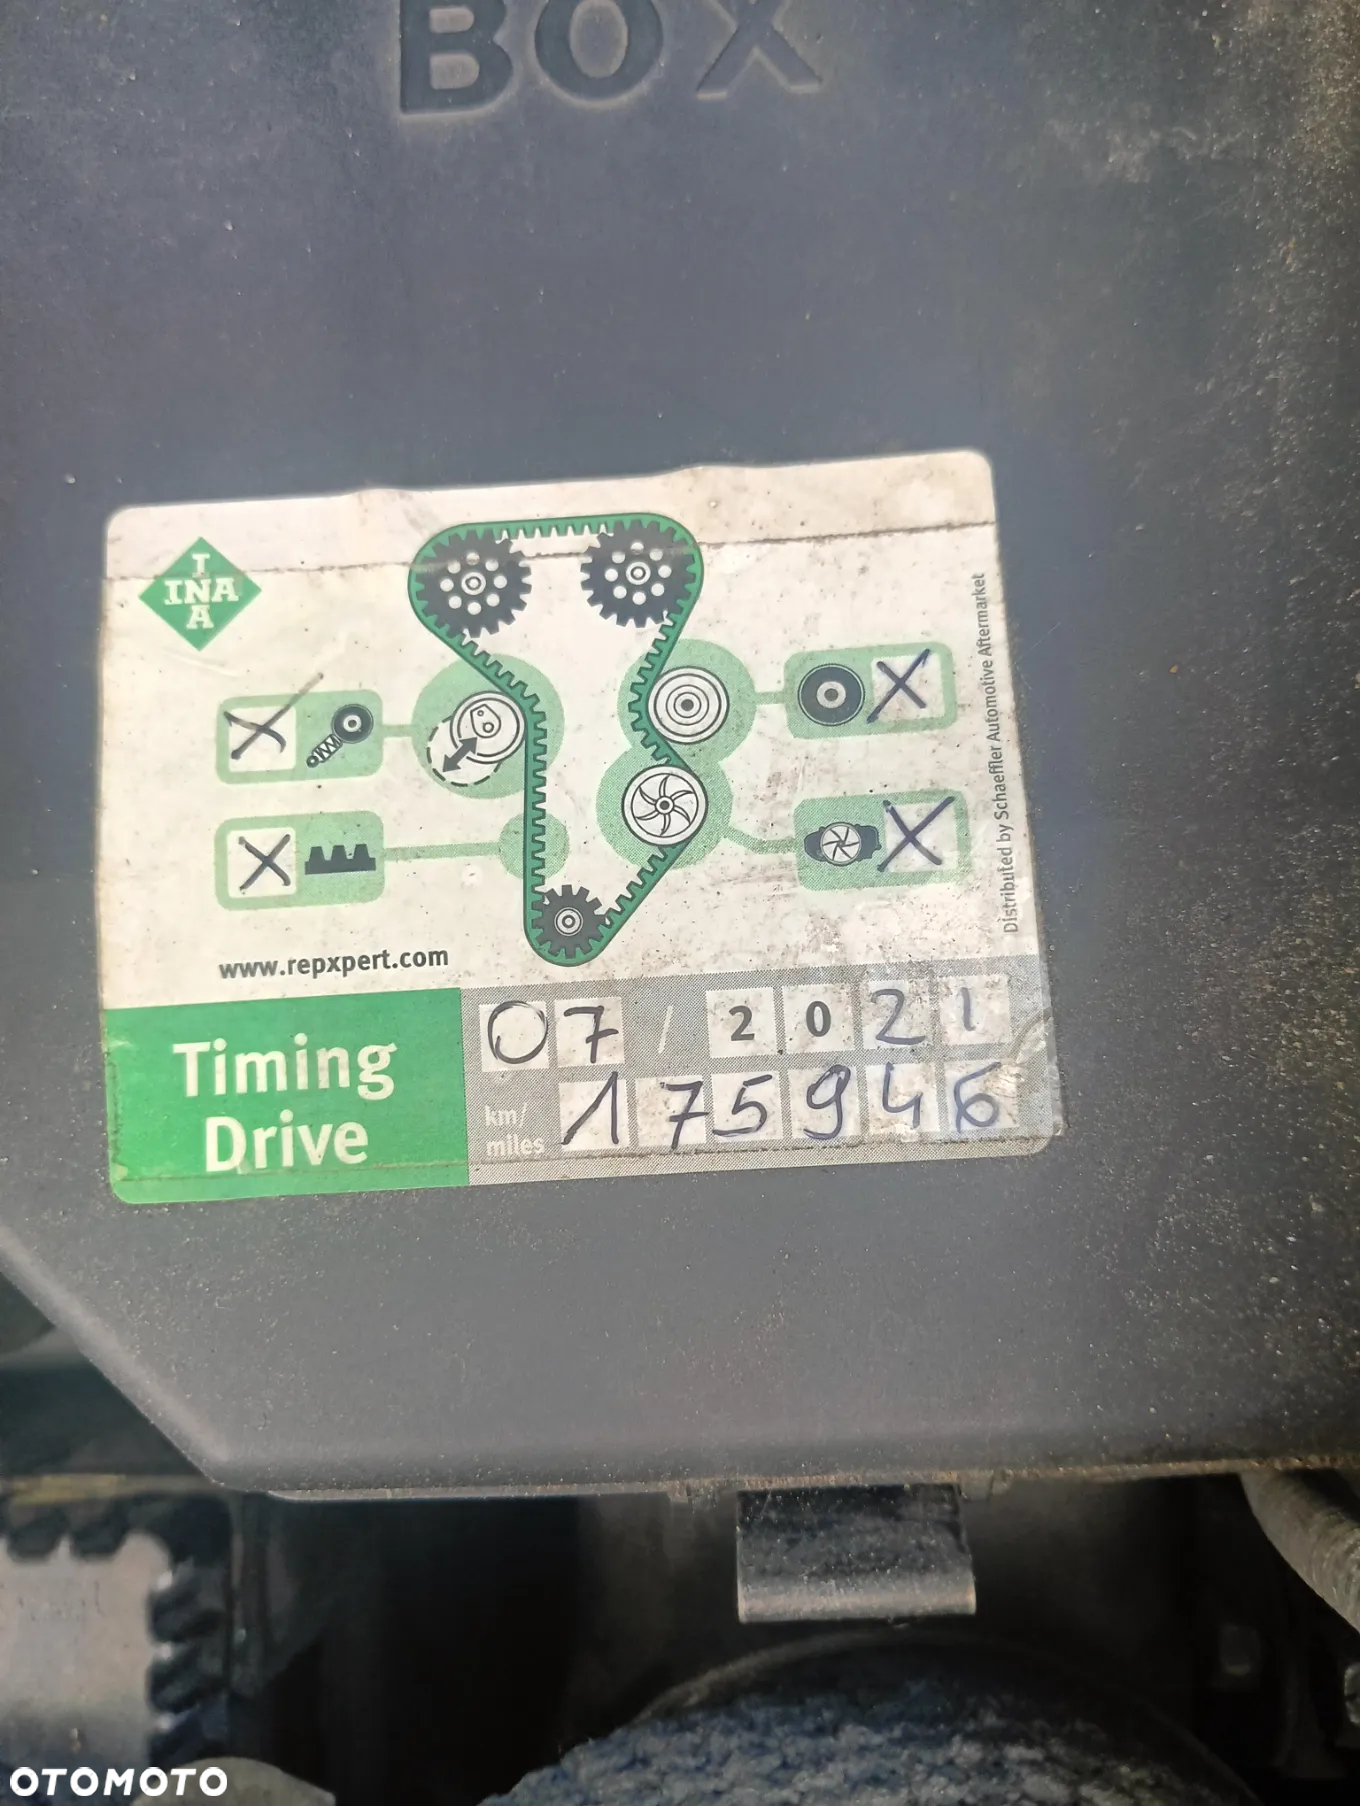 BOX
I
INA
A
www.repxpert.com
Distributed by Schaeffler Automotive Aftermarket
Timing
Drive
07 / 2021
km/
miles
175946
OTOMOTO